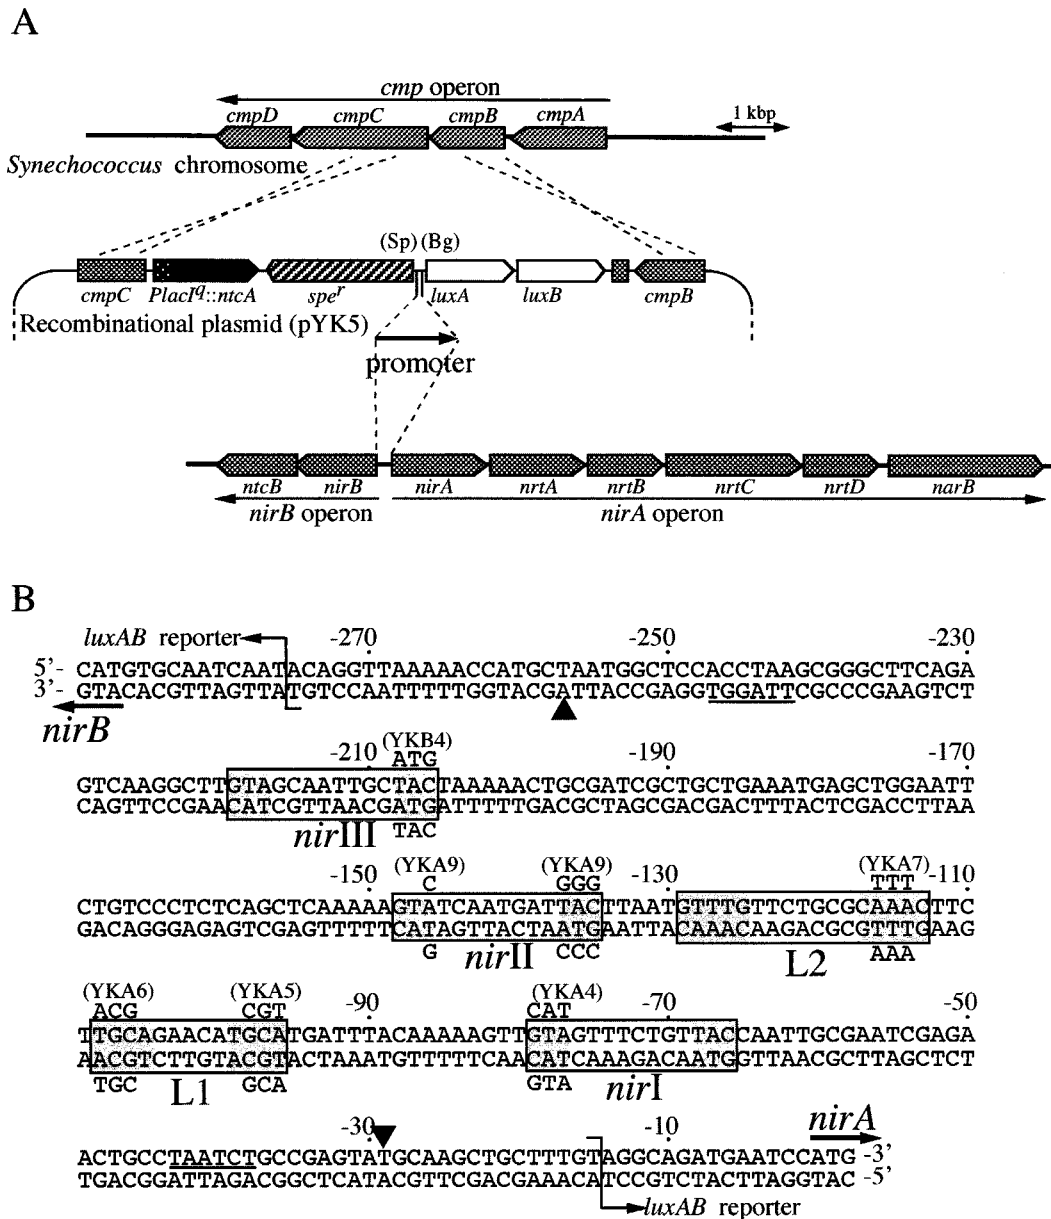 A
cmp operon
cmpD cmpC cmpB cmpA
1 kbp
Synechococcus chromosome
(Sp) (Bg)
cmpC PlacIq::ntcA speʳ luxA luxB cmpB
Recombinational plasmid (pYK5)
promoter
ntcB nirB nirA nrtA nrtB nrtC nrtD narB
nirB operon nirA operon
B
luxAB reporter -270 -250 -230
5’- CATGTGCAATCAATACAGGTTAAAAACCATGCTAATGGCTCCACCTAAGCGGGCTTCAGA
3’- GTACACGTTAGTTATGTCCAATTTTTGGTACGATTACCGAGGTGGATTCGCCCGAAGTCT
nirB
-210 (YKB4) -190 -170
ATG
GTCAAGGCTTGTAGCAATTGCTACTAAAAACTGCGATCGCTGCTGAAATGAGCTGGAATT
CAGTTCCGAACATCGTTAACGATGATTTTTGACGCTAGCGACGACTTTACTCGACCTTAA
nirIII TAC
-150 (YKA9) (YKA9) -130 (YKA7) -110
C GGG TTT
CTGTCCCTCTCAGCTCAAAAAGTATCAATGATTACTTAATGTTTGTTCTGCGCAAACTTC
GACAGGGAGAGTCGAGTTTTTCATAGTTACTAATGAATTACAAACAAGACGCGTTTGAAG
G nirII CCC L2 AAA
(YKA6) (YKA5) -90 (YKA4) -70 -50
ACG CGT CAT
TTGCAGAACATGCATGATTTACAAAAAGTTGTAGTTTCTGTTACCAATTGCGAATCGAGA
AACGTCTTGTACGTACTAAATGTTTTTCAACATCAAAGACAATGGTTAACGCTTAGCTCT
TGC L1 GCA GTA nirI
-30 -10 nirA
ACTGCCTAATCTGCCGAGTATGCAAGCTGCTTTGTAGGCAGATGAATCCATG -3’
TGACGGATTAGACGGCTCATACGTTCGACGAAACATCCGTCTACTTAGGTAC -5’
luxAB reporter